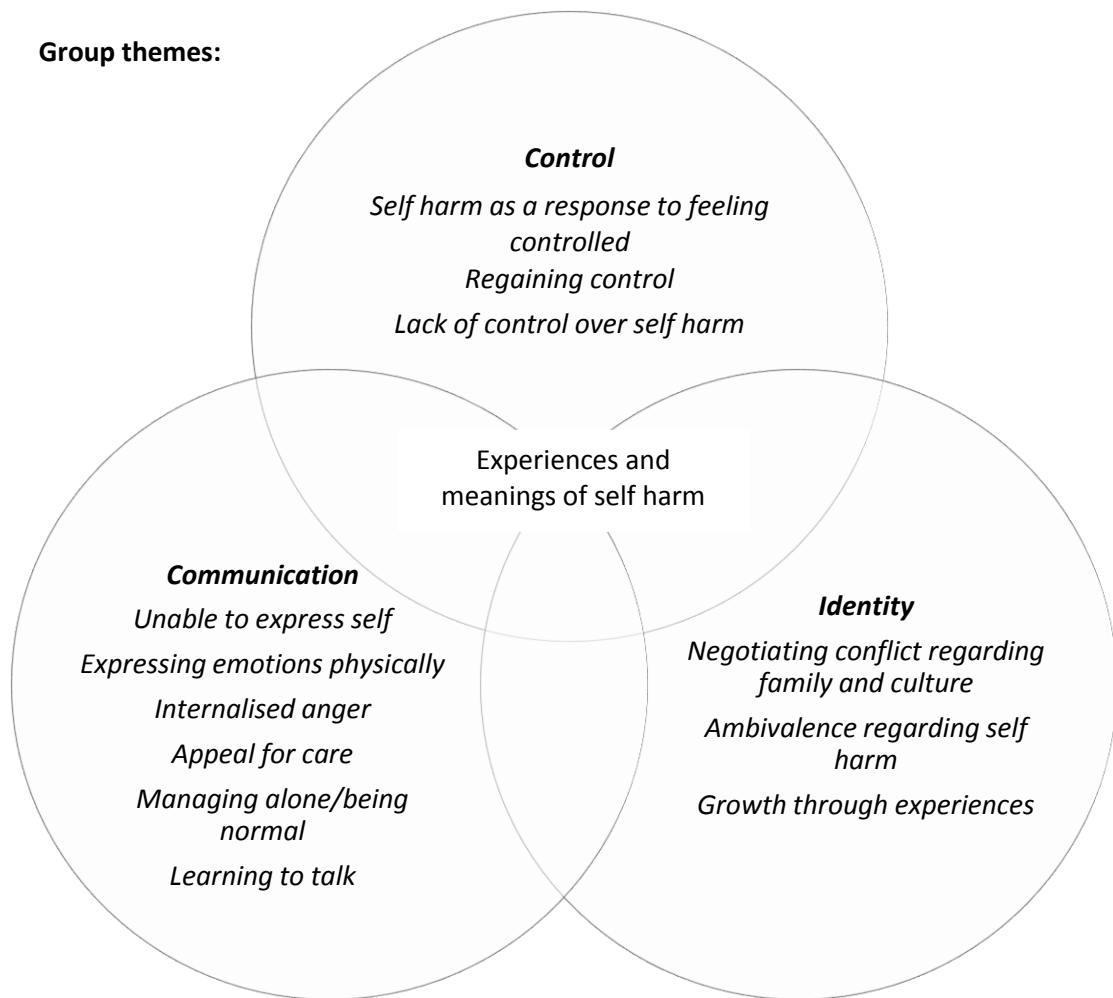 Group themes:
Control
Self harm as a response to feeling
controlled
Regaining control
Lack of control over self harm
Experiences and
meanings of self harm
Communication
Unable to express self
Expressing emotions physically
Internalised anger
Appeal for care
Managing alone/being
normal
Learning to talk
Identity
Negotiating conflict regarding
family and culture
Ambivalence regarding self
harm
Growth through experiences